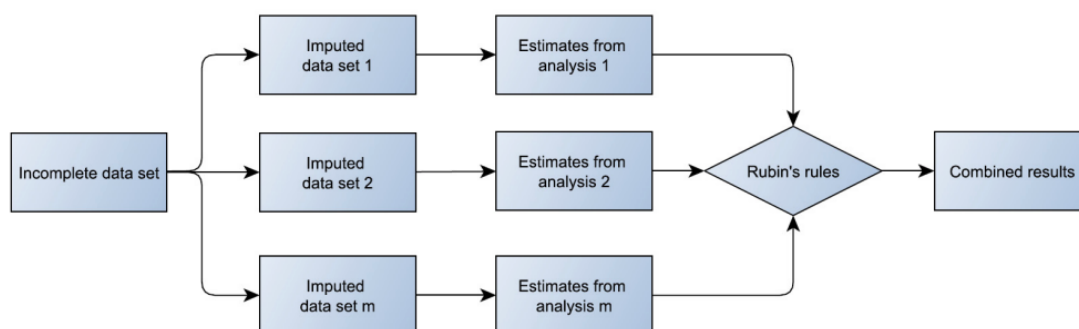 Imputed
data set 1
Estimates from
analysis 1
Incomplete data set
Imputed
data set 2
Estimates from
analysis 2
Rubin's rules
Combined results
Imputed
data set m
Estimates from
analysis m